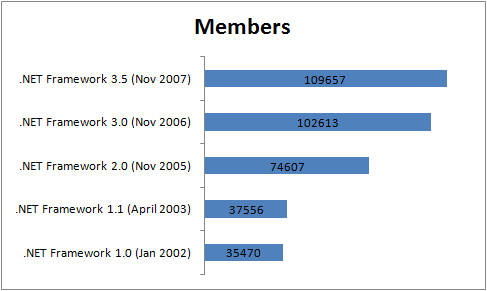 Members
.NET Framework 3.5 (Nov 2007) 109657
.NET Framework 3.0 (Nov 2006) 102613
.NET Framework 2.0 (Nov 2005) 74607
.NET Framework 1.1 (April 2003) 37556
.NET Framework 1.0 (Jan 2002) 35470